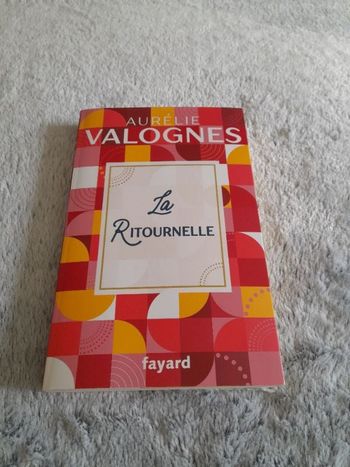 AURÉLIE
VALOGNES
La
RITOURNELLE
fayard